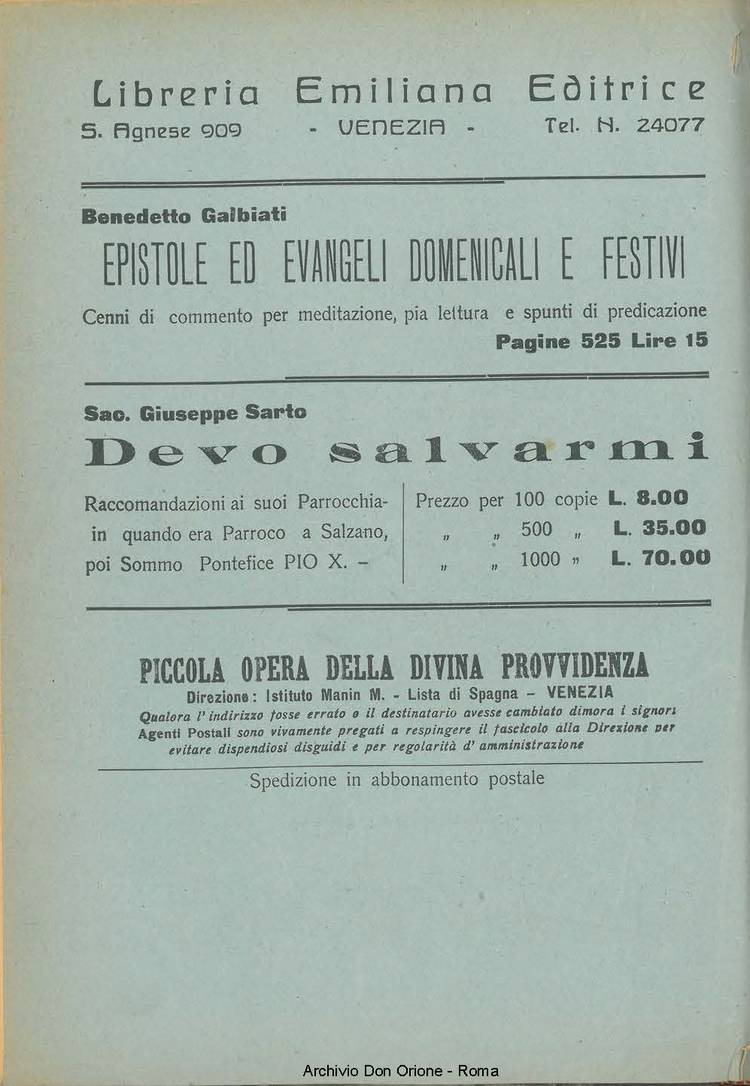 Libreria Emiliana Editrice
S. Agnese 909 - VENEZIA - Tel. N. 24077
Benedetto Galbiati
EPISTOLE ED EVANGELI DOMENICALI E FESTIVI
Cenni di commento per meditazione, pia lettura e spunti di predicazione
Pagine 525 Lire 15
Sac. Giuseppe Sarto
Devo salvarmi
Raccomandazioni ai suoi Parrocchia-
in quando era Parroco a Salzano,
poi Sommo Pontefice PIO X. –
Prezzo per 100 copie L. 8.00
„ „ 500 „ L. 35.00
„ „ 1000 „ L. 70.00
PICCOLA OPERA DELLA DIVINA PROVVIDENZA
Direzione: Istituto Manin M. - Lista di Spagna – VENEZIA
Qualora l'indirizzo fosse errato o il destinatario avesse cambiato dimora i signori
Agenti Postali sono vivamente pregati a respingere il fascicolo alla Direzione per
evitare dispendiosi disguidi e per regolarità d'amministrazione
Spedizione in abbonamento postale
Archivio Don Orione - Roma